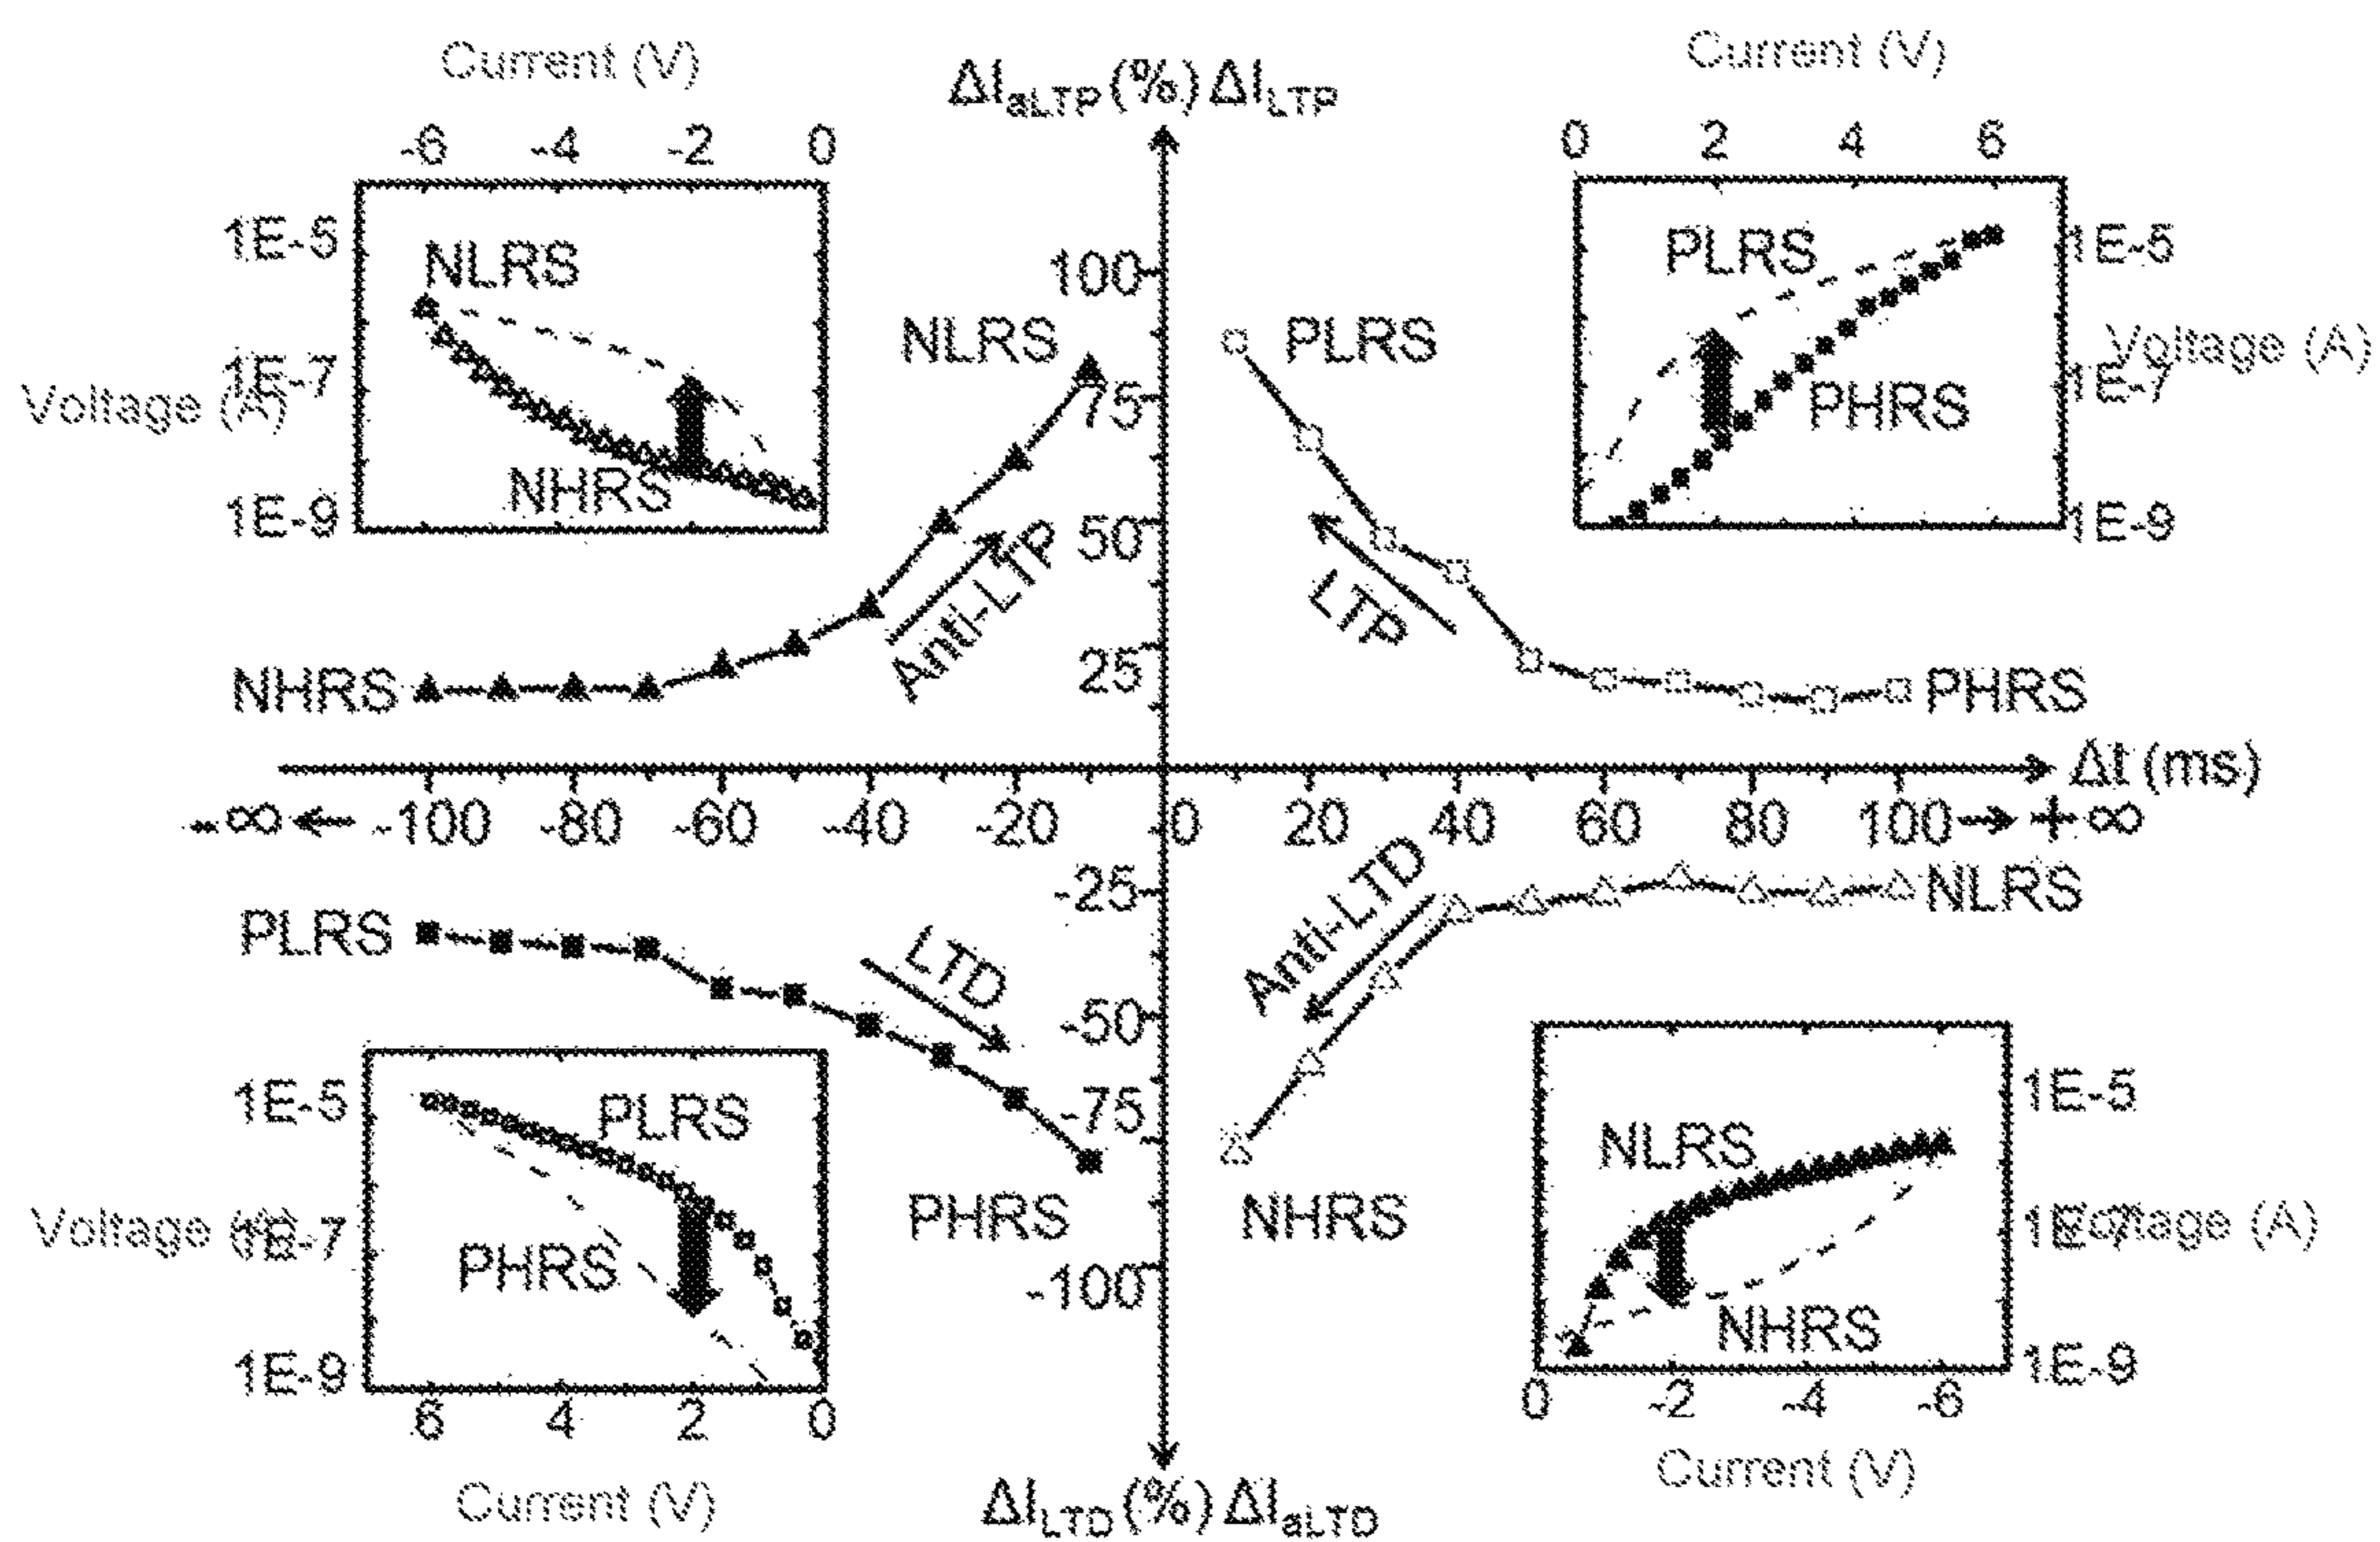 Current (V)
Current (V)
ΔI_aLTP (%) ΔI_LTP
-6 -4 -2 0
0 2 4 6
1E-5
NLRS
1E-7
Voltage (A)
NHRS
1E-9
PLRS
1E-5
Voltage (A)
1E-7
PHRS
1E-9
100
NLRS
PLRS
75
50
Anti-LTP
LTP
25
NHRS
PHRS
Δt (ms)
-∞ ← -100 -80 -60 -40 -20 0 20 40 60 80 100 → +∞
-25
NLRS
PLRS
LTD
Anti-LTD
-50
-75
PHRS
NHRS
-100
1E-5
PLRS
Voltage
1E-7
PHRS
1E-9
6 4 2 0
Current (V)
1E-5
NLRS
1E-7
Voltage (A)
NHRS
1E-9
0 -2 -4 -6
Current (V)
ΔI_LTD (%) ΔI_aLTD